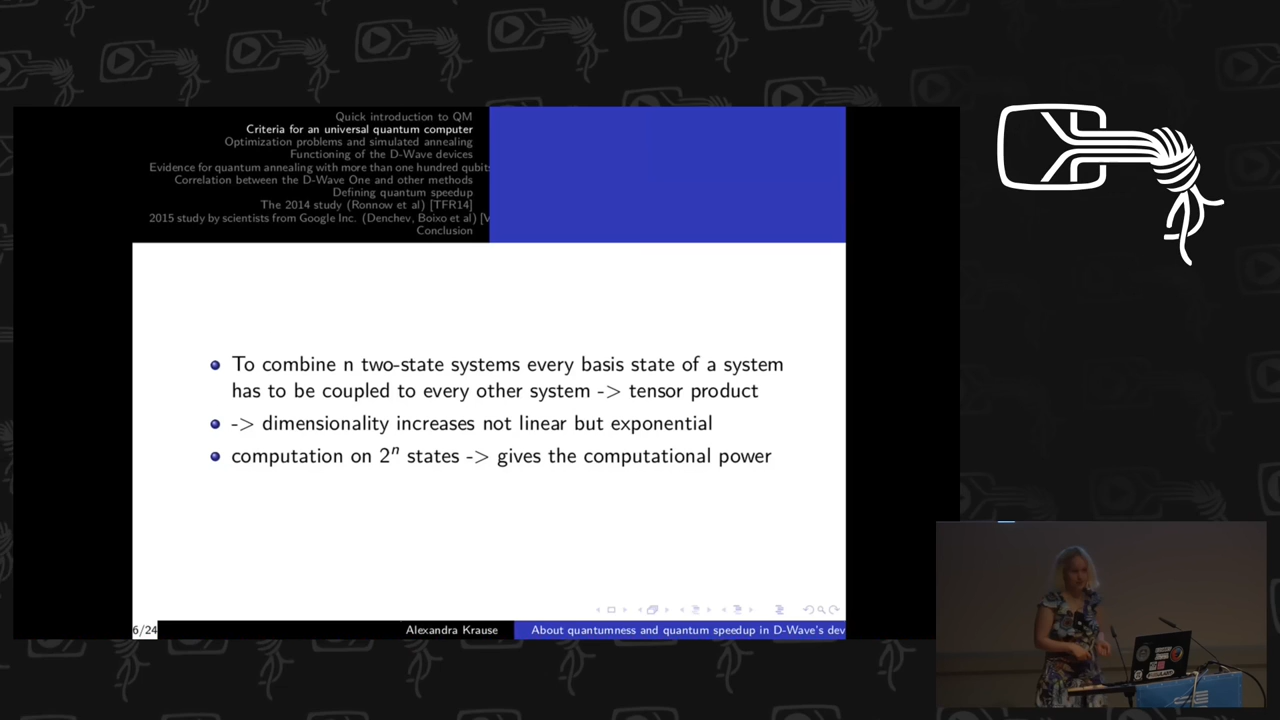 Quick introduction to QM
Criteria for an universal quantum computer
Optimization problems and simulated annealing
Functioning of the D-Wave devices
Evidence for quantum annealing with more than one hundred qubits
Correlation between the D-Wave One and other methods
Defining quantum speedup
The 2014 study (Ronnow et al) [TFR14]
2015 study by scientists from Google Inc. (Denchev, Boixo et al) [V
Conclusion
To combine n two-state systems every basis state of a system
has to be coupled to every other system -> tensor product
-> dimensionality increases not linear but exponential
computation on 2ⁿ states -> gives the computational power
6/24
Alexandra Krause
About quantumness and quantum speedup in D-Wave's dev